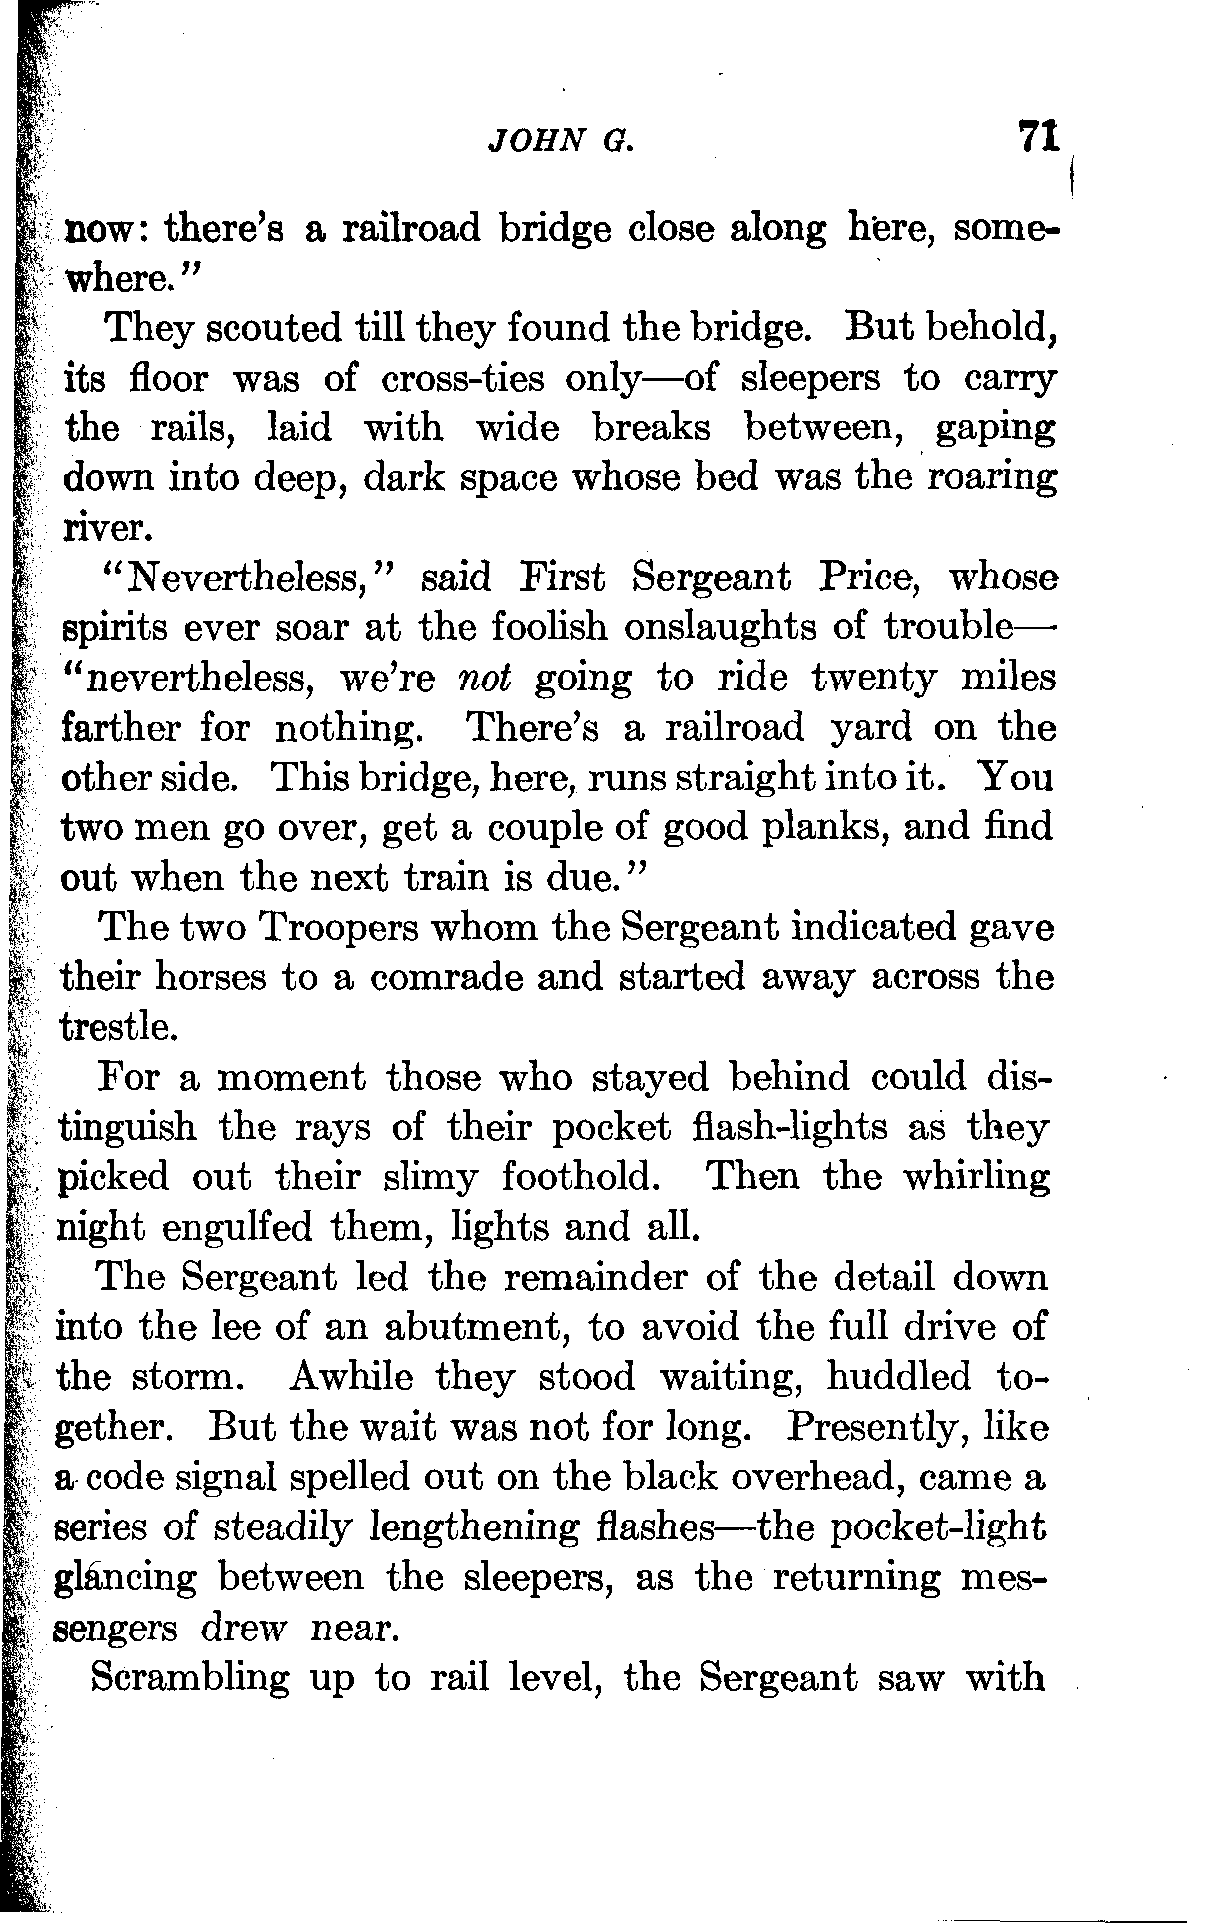 JOHN G. 71
now: there's a railroad bridge close along here, some-
where."
They scouted till they found the bridge. But behold,
its floor was of cross-ties only—of sleepers to carry
the rails, laid with wide breaks between, gaping
down into deep, dark space whose bed was the roaring
river.
"Nevertheless," said First Sergeant Price, whose
spirits ever soar at the foolish onslaughts of trouble—
"nevertheless, we're not going to ride twenty miles
farther for nothing. There's a railroad yard on the
other side. This bridge, here, runs straight into it. You
two men go over, get a couple of good planks, and find
out when the next train is due."
The two Troopers whom the Sergeant indicated gave
their horses to a comrade and started away across the
trestle.
For a moment those who stayed behind could dis-
tinguish the rays of their pocket flash-lights as they
picked out their slimy foothold. Then the whirling
night engulfed them, lights and all.
The Sergeant led the remainder of the detail down
into the lee of an abutment, to avoid the full drive of
the storm. Awhile they stood waiting, huddled to-
gether. But the wait was not for long. Presently, like
a code signal spelled out on the black overhead, came a
series of steadily lengthening flashes—the pocket-light
glancing between the sleepers, as the returning mes-
sengers drew near.
Scrambling up to rail level, the Sergeant saw with